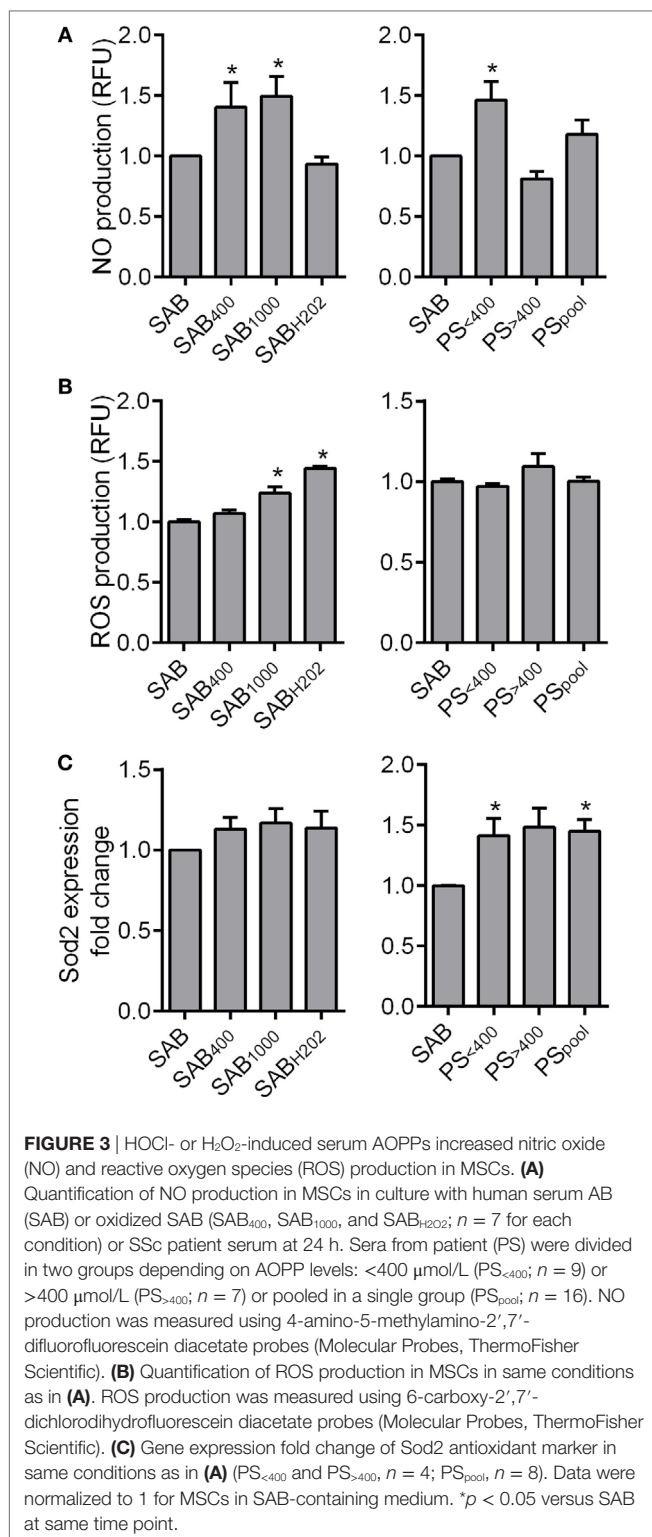 A
NO production (RFU)
2.0
1.5
1.0
0.5
0.0
* *
SAB SAB400 SAB1000 SABH202
2.0
1.5
1.0
0.5
0.0
*
SAB PS<400 PS>400 PSpool
B
ROS production (RFU)
2.0
1.5
1.0
0.5
0.0
* *
SAB SAB400 SAB1000 SABH202
1.5
1.0
0.5
0.0
SAB PS<400 PS>400 PSpool
C
Sod2 expression
fold change
1.5
1.0
0.5
0.0
SAB SAB400 SAB1000 SABH202
2.0
1.5
1.0
0.5
0.0
* *
SAB PS<400 PS>400 PSpool
FIGURE 3 | HOCl- or H₂O₂-induced serum AOPPs increased nitric oxide
(NO) and reactive oxygen species (ROS) production in MSCs. (A)
Quantification of NO production in MSCs in culture with human serum AB
(SAB) or oxidized SAB (SAB₄₀₀, SAB₁₀₀₀, and SABH2O2; n = 7 for each
condition) or SSc patient serum at 24 h. Sera from patient (PS) were divided
in two groups depending on AOPP levels: <400 μmol/L (PS<400; n = 9) or
>400 μmol/L (PS>400; n = 7) or pooled in a single group (PSpool; n = 16). NO
production was measured using 4-amino-5-methylamino-2′,7′-
difluorofluorescein diacetate probes (Molecular Probes, ThermoFisher
Scientific). (B) Quantification of ROS production in MSCs in same conditions
as in (A). ROS production was measured using 6-carboxy-2′,7′-
dichlorodihydrofluorescein diacetate probes (Molecular Probes, ThermoFisher
Scientific). (C) Gene expression fold change of Sod2 antioxidant marker in
same conditions as in (A) (PS<400 and PS>400, n = 4; PSpool, n = 8). Data were
normalized to 1 for MSCs in SAB-containing medium. *p < 0.05 versus SAB
at same time point.